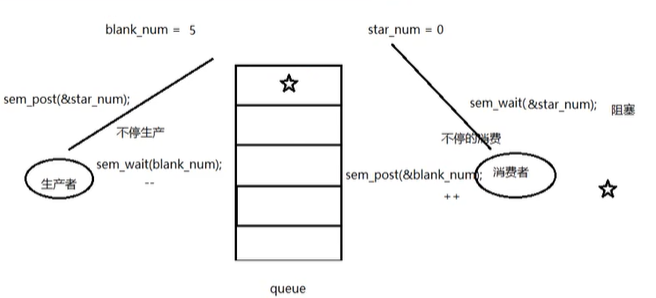 blank_num = 5
star_num = 0
sem_post(&star_num);
sem_wait(&star_num);
阻塞
不停生产
不停的消费
生产者
sem_wait(blank_num);
--
sem_post(&blank_num);
消费者
++
queue